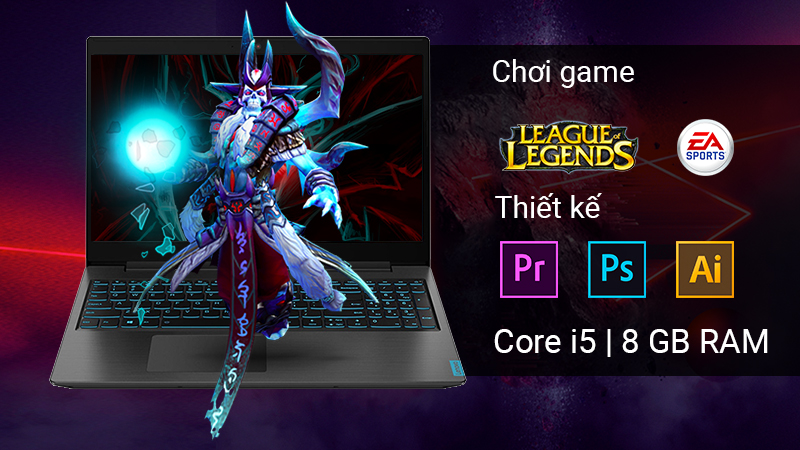 Chơi game
LEAGUE of
LEGENDS
EA
SPORTS
Thiết kế
Pr
Ps
Ai
Core i5 | 8 GB RAM